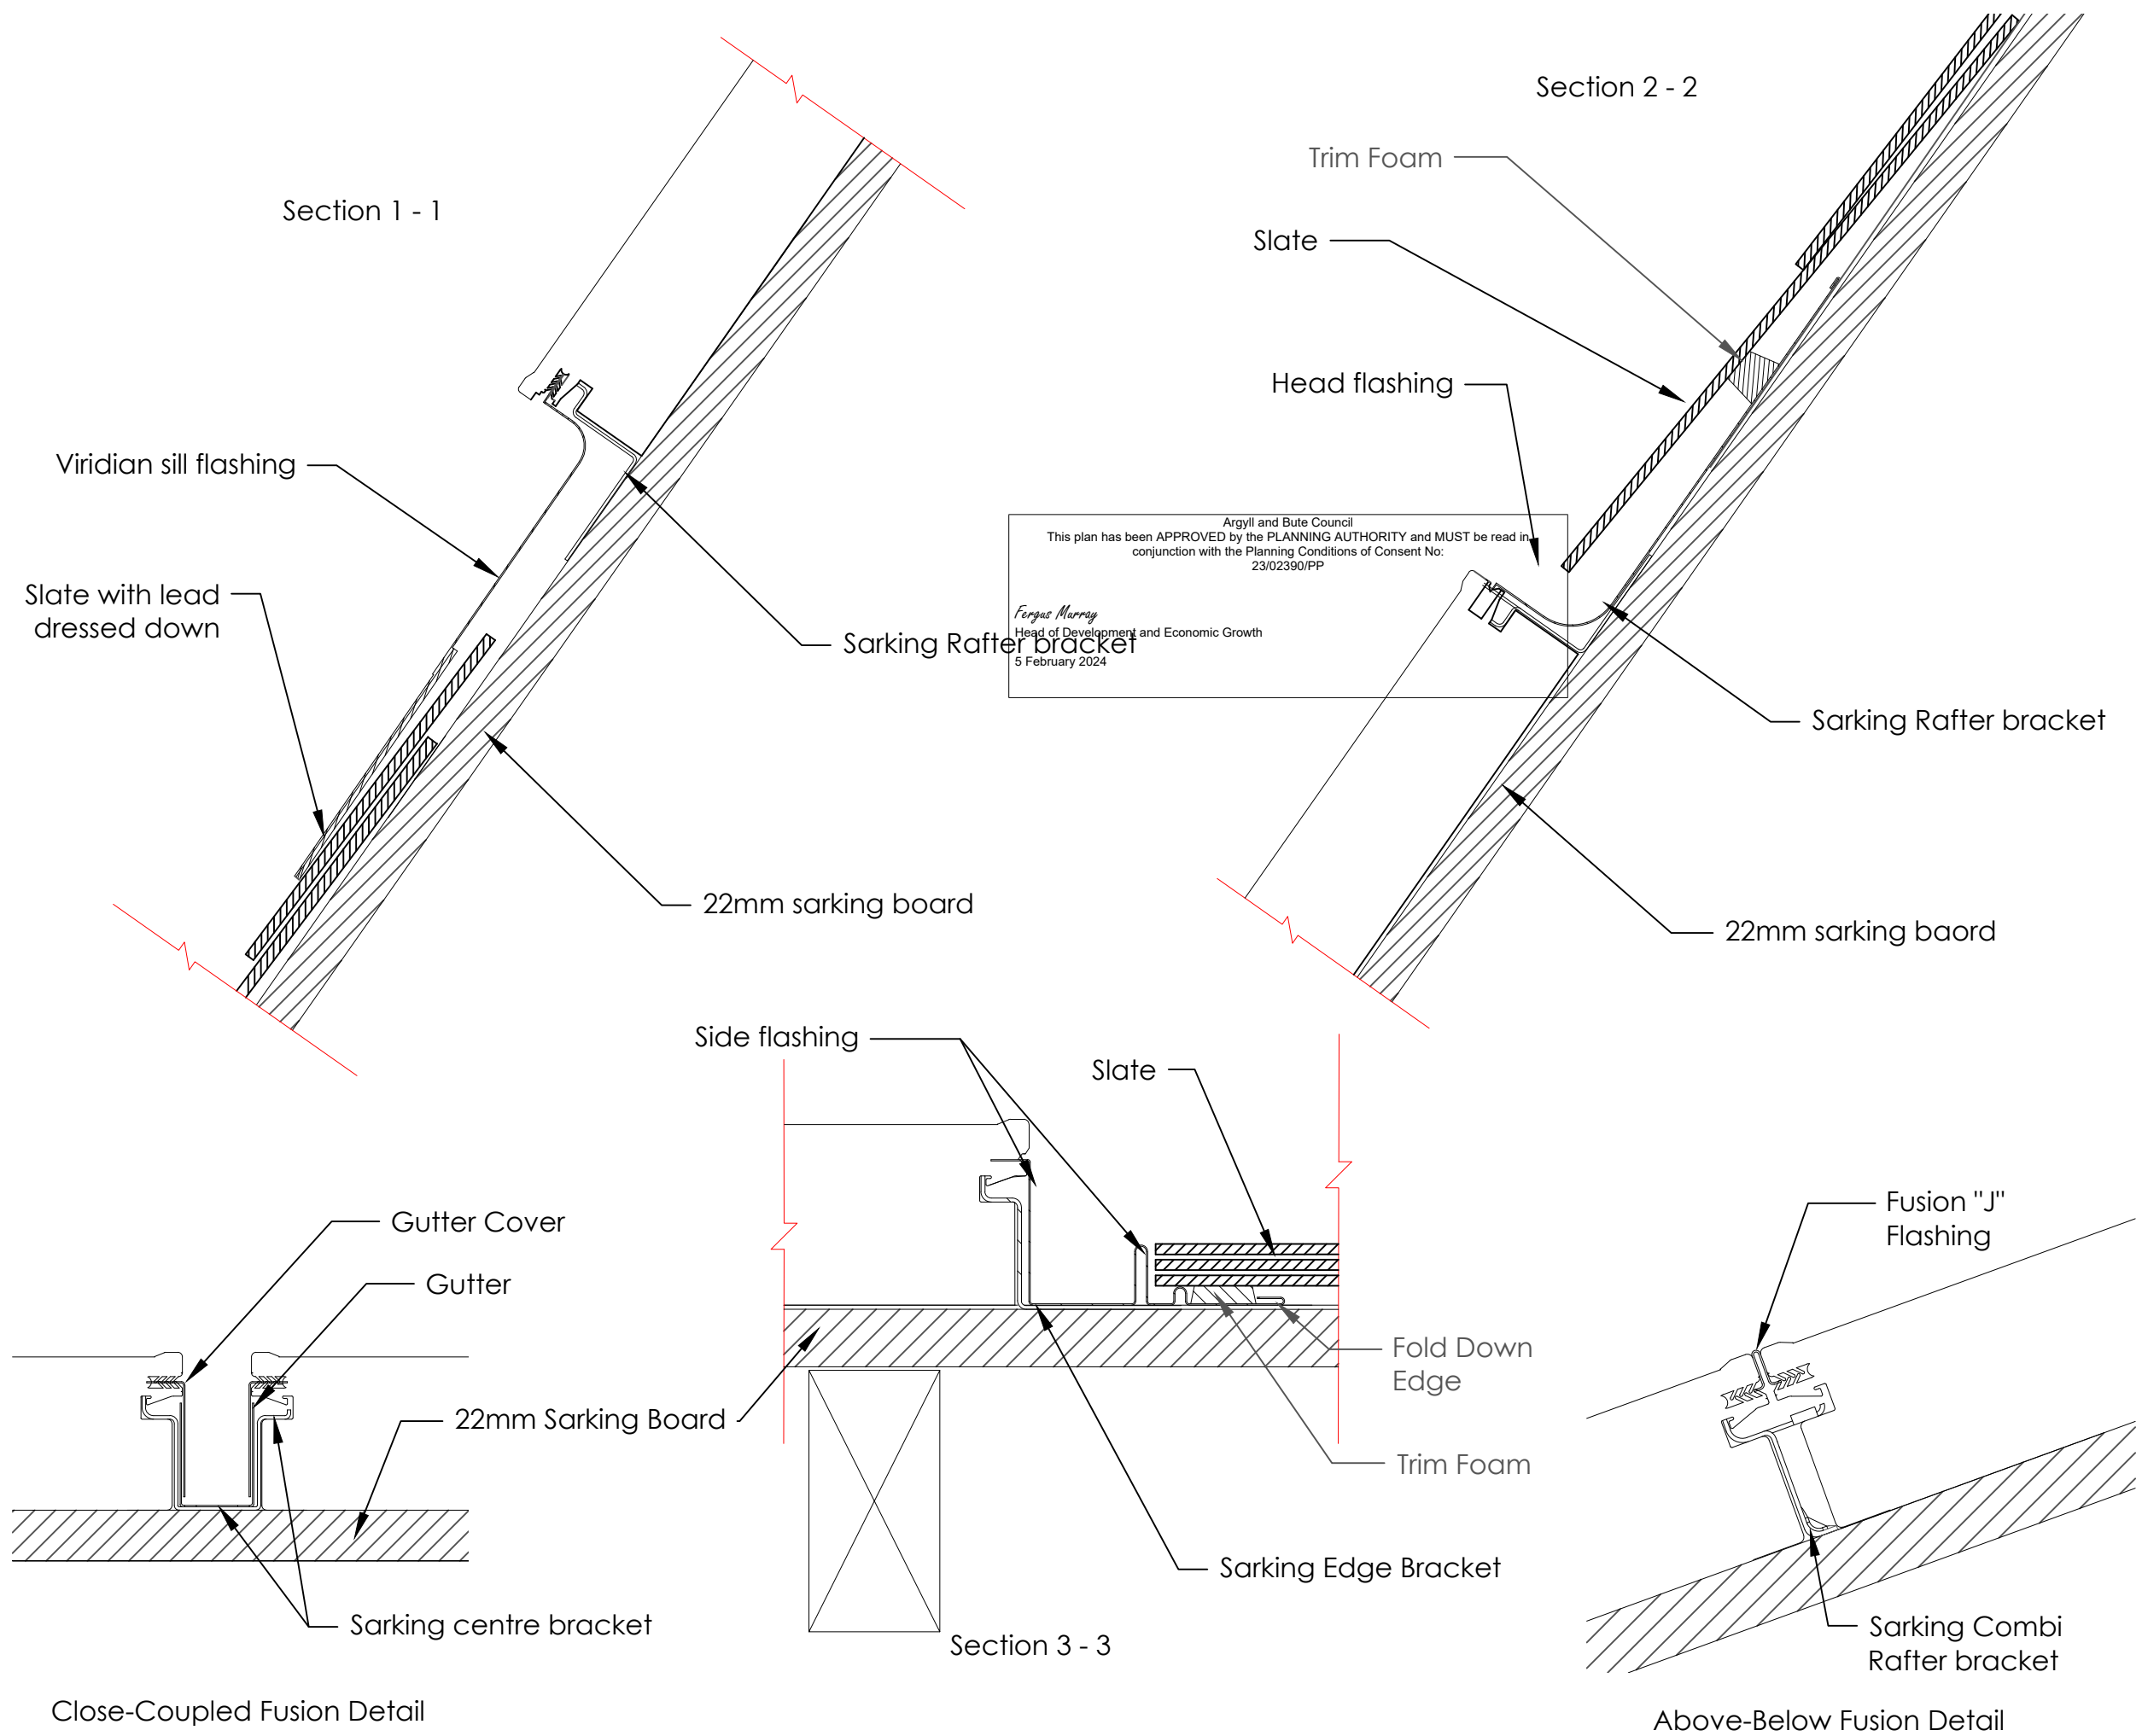 Section 1 - 1
Viridian sill flashing
Slate with lead
dressed down
Sarking Rafter bracket
22mm sarking board
Section 2 - 2
Trim Foam
Slate
Head flashing
Argyll and Bute Council
This plan has been APPROVED by the PLANNING AUTHORITY and MUST be read in
conjunction with the Planning Conditions of Consent No:
23/02390/PP
Fergus Murray
Head of Development and Economic Growth
5 February 2024
Sarking Rafter bracket
22mm sarking baord
Side flashing
Slate
Fold Down
Edge
Trim Foam
Sarking Edge Bracket
Section 3 - 3
Gutter Cover
Gutter
22mm Sarking Board
Sarking centre bracket
Close-Coupled Fusion Detail
Fusion "J"
Flashing
Sarking Combi
Rafter bracket
Above-Below Fusion Detail